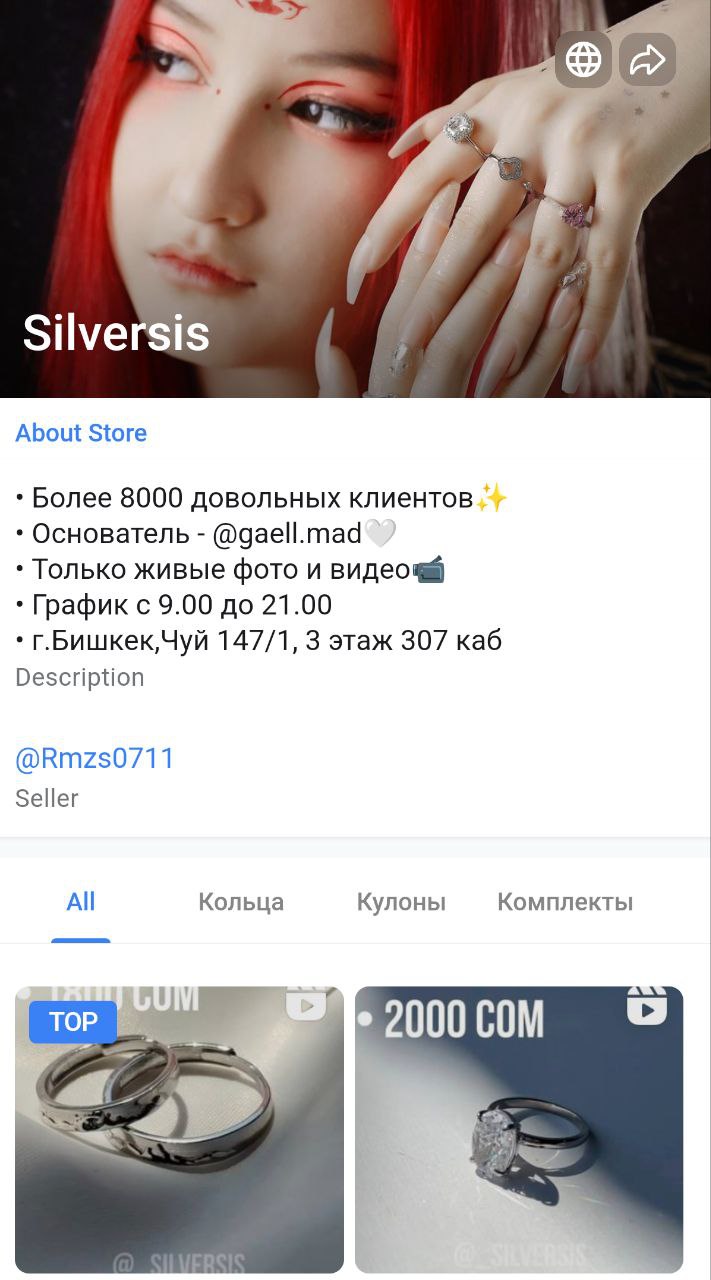 Silversis
About Store
• Более 8000 довольных клиентов✨
• Основатель - @gaell.mad🤍
• Только живые фото и видео📹
• График с 9.00 до 21.00
• г.Бишкек,Чуй 147/1, 3 этаж 307 каб
Description
@Rmzs0711
Seller
All Кольца Кулоны Комплекты
• 1800 СОМ
TOP
• 2000 СОМ
@_SILVERSIS
@_SILVERSIS